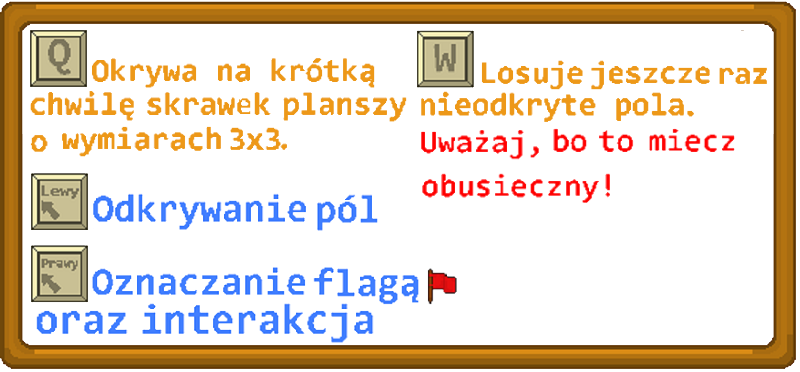 Q Okrywa na krótką
chwilę skrawek planszy
o wymiarach 3x3.
Lewy Odkrywanie pól
Prawy Oznaczanie flagą
oraz interakcja
W Losuje jeszcze raz
nieodkryte pola.
Uważaj, bo to miecz
obusieczny!